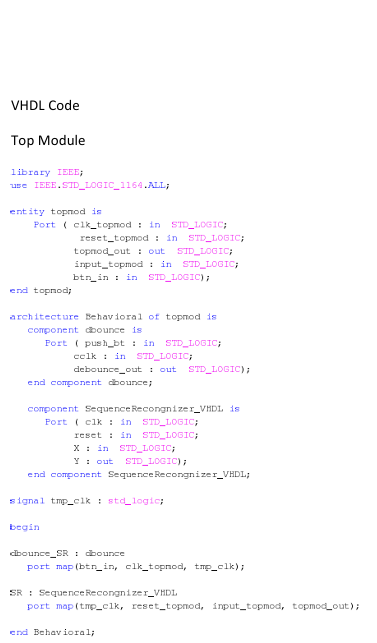 VHDL Code
Top Module
library IEEE;
use IEEE.STD_LOGIC_1164.ALL;
entity topmod is
Port ( clk_topmod : in STD_LOGIC;
reset_topmod : in STD_LOGIC;
topmod_out : out STD_LOGIC;
input_topmod : in STD_LOGIC;
btn_in : in STD_LOGIC);
end topmod;
architecture Behavioral of topmod is
component dbounce is
Port ( push_bt : in STD_LOGIC;
cclk : in STD_LOGIC;
debounce_out : out STD_LOGIC);
end component dbounce;
component SequenceRecongnizer_VHDL is
Port ( clk : in STD_LOGIC;
reset : in STD_LOGIC;
X : in STD_LOGIC;
Y : out STD_LOGIC);
end component SequenceRecongnizer_VHDL;
signal tmp_clk : std_logic;
begin
dbounce_SR : dbounce
port map(btn_in, clk_topmod, tmp_clk);
SR : SequenceRecongnizer_VHDL
port map(tmp_clk, reset_topmod, input_topmod, topmod_out);
end Behavioral;